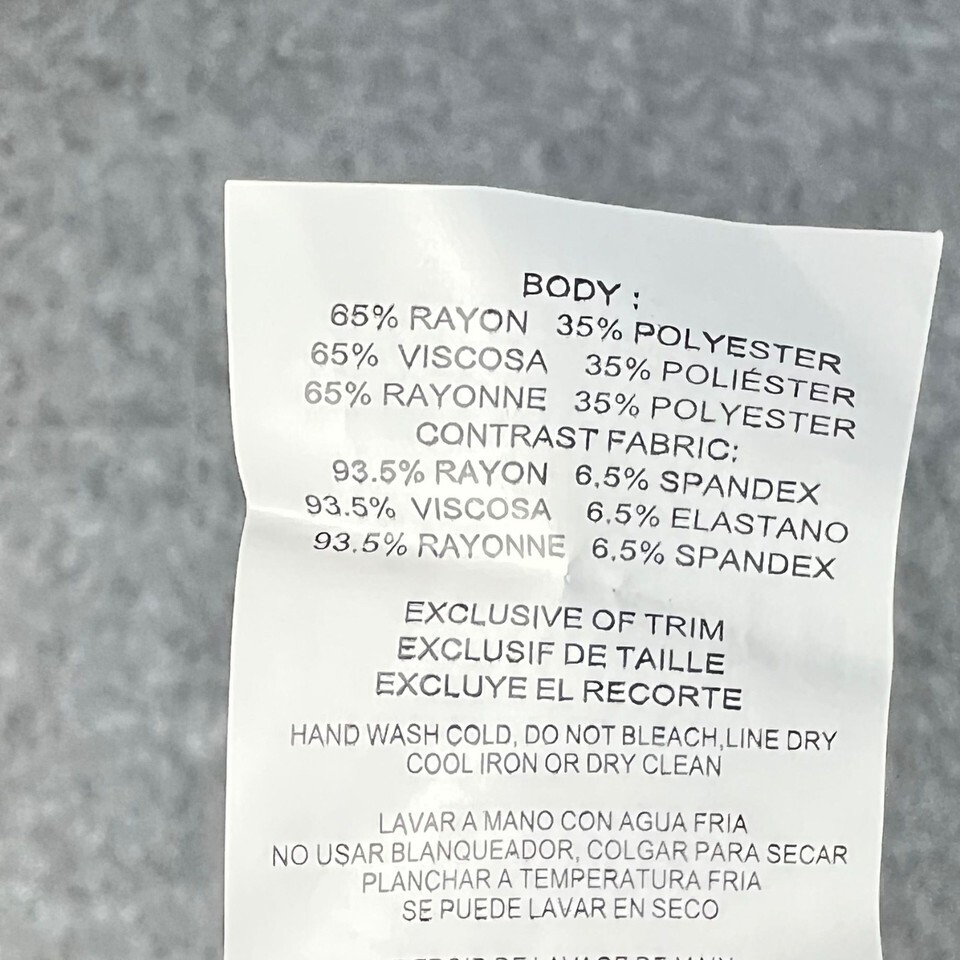 BODY :
65% RAYON 35% POLYESTER
65% VISCOSA 35% POLIÉSTER
65% RAYONNE 35% POLYESTER
CONTRAST FABRIC:
93.5% RAYON 6.5% SPANDEX
93.5% VISCOSA 6.5% ELASTANO
93.5% RAYONNE 6.5% SPANDEX
EXCLUSIVE OF TRIM
EXCLUSIF DE TAILLE
EXCLUYE EL RECORTE
HAND WASH COLD, DO NOT BLEACH,LINE DRY
COOL IRON OR DRY CLEAN
LAVAR A MANO CON AGUA FRIA
NO USAR BLANQUEADOR, COLGAR PARA SECAR
PLANCHAR A TEMPERATURA FRIA
SE PUEDE LAVAR EN SECO